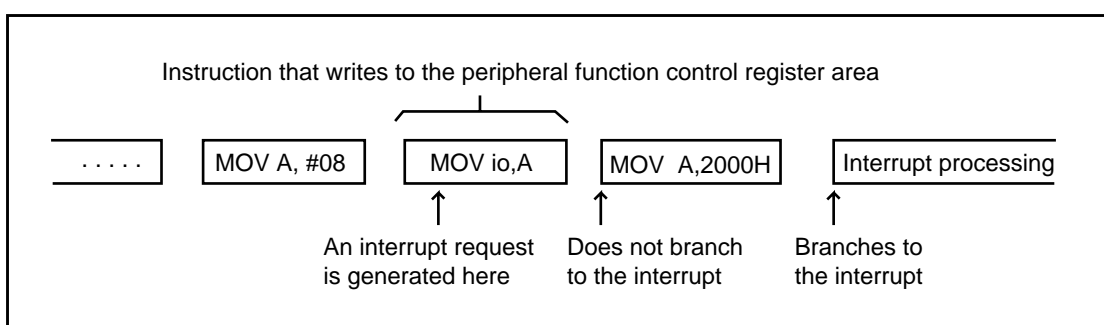 Instruction that writes to the peripheral function control register area
. . . . .
MOV A, #08
MOV io,A
MOV A,2000H
Interrupt processing
An interrupt request
is generated here
Does not branch
to the interrupt
Branches to
the interrupt